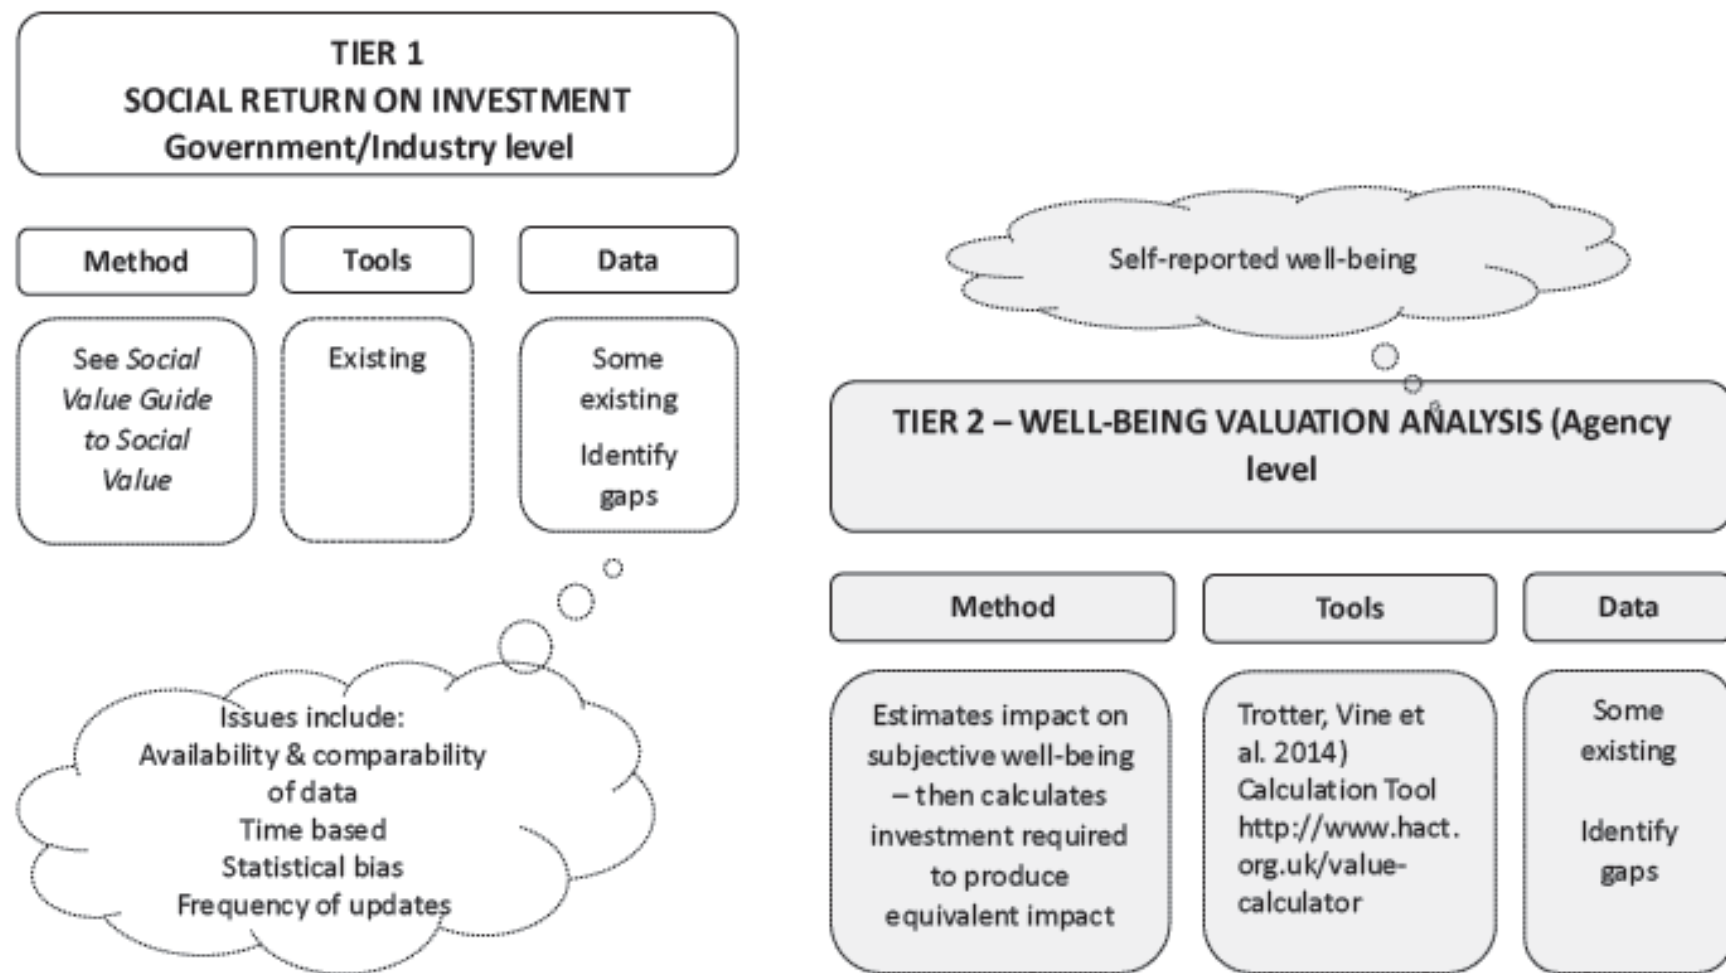 TIER 1
SOCIAL RETURN ON INVESTMENT
Government/Industry level
Method
Tools
Data
See Social
Value Guide
to Social
Value
Existing
Some
existing
Identify
gaps
Issues include:
Availability & comparability
of data
Time based
Statistical bias
Frequency of updates
Self-reported well-being
TIER 2 – WELL-BEING VALUATION ANALYSIS (Agency
level
Method
Tools
Data
Estimates impact on
subjective well-being
– then calculates
investment required
to produce
equivalent impact
Trotter, Vine et
al. 2014)
Calculation Tool
http://www.hact.
org.uk/value-
calculator
Some
existing
Identify
gaps